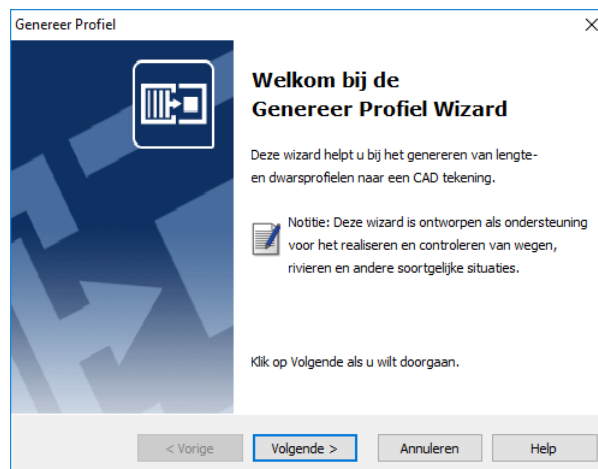 Genereer Profiel
Welkom bij de
Genereer Profiel Wizard
Deze wizard helpt u bij het genereren van lengte-
en dwarsprofielen naar een CAD tekening.
Notitie: Deze wizard is ontworpen als ondersteuning
voor het realiseren en controleren van wegen,
rivieren en andere soortgelijke situaties.
Klik op Volgende als u wilt doorgaan.
< Vorige Volgende > Annuleren Help